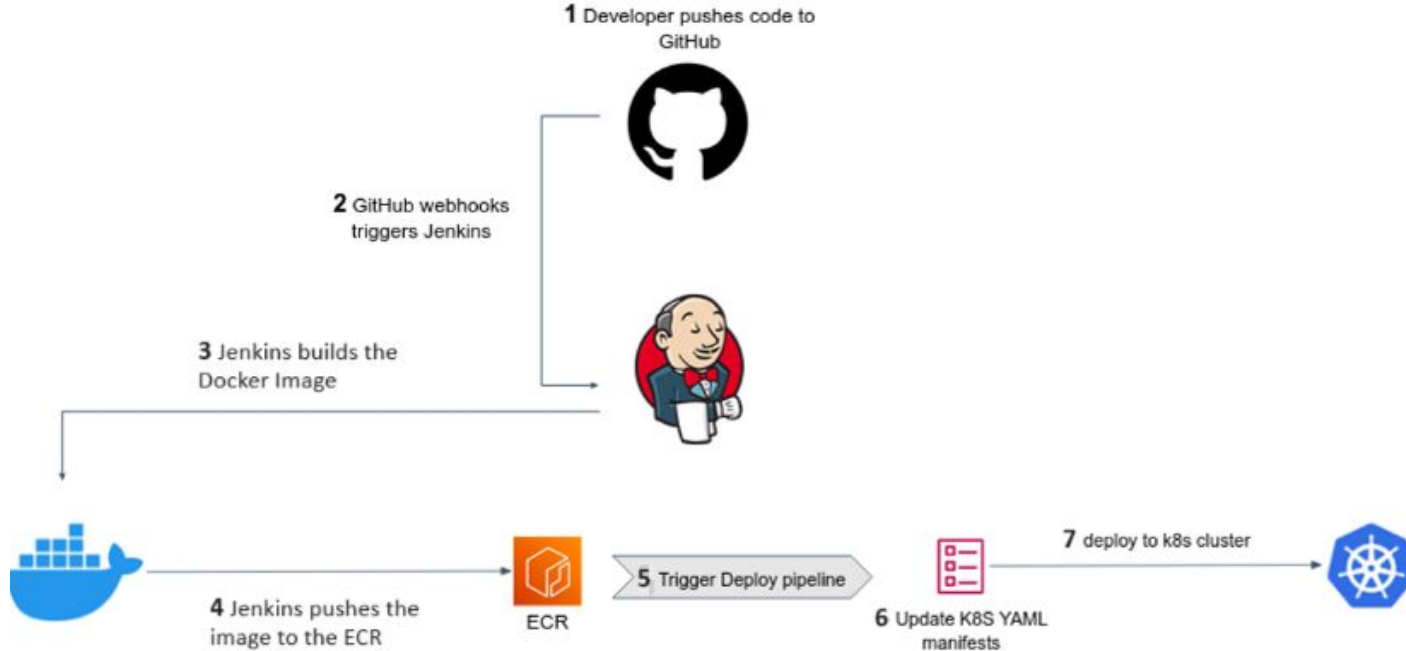 1 Developer pushes code to
GitHub
2 GitHub webhooks
triggers Jenkins
3 Jenkins builds the
Docker Image
4 Jenkins pushes the
image to the ECR
ECR
5 Trigger Deploy pipeline
6 Update K8S YAML
manifests
7 deploy to k8s cluster